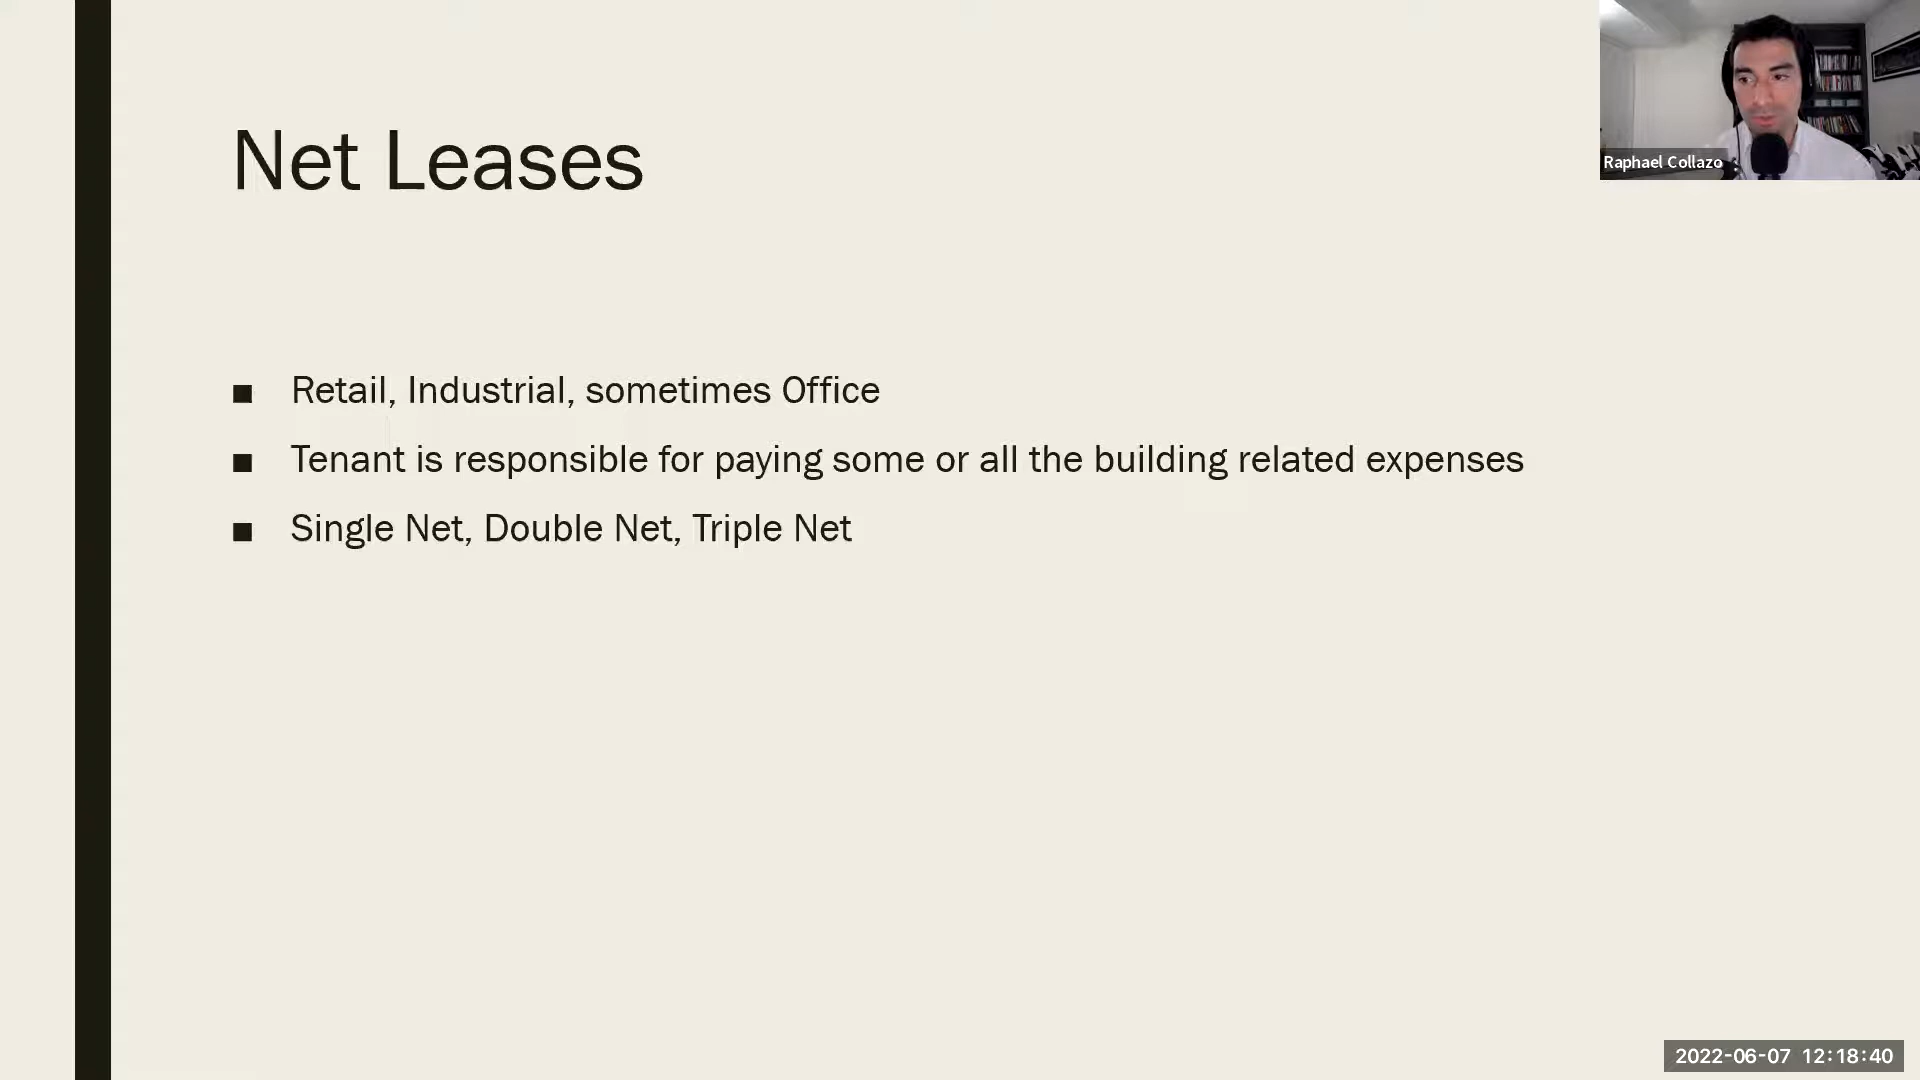 Net Leases
Raphael Collazo
■ Retail, Industrial, sometimes Office
■ Tenant is responsible for paying some or all the building related expenses
■ Single Net, Double Net, Triple Net
2022-06-07 12:18:40